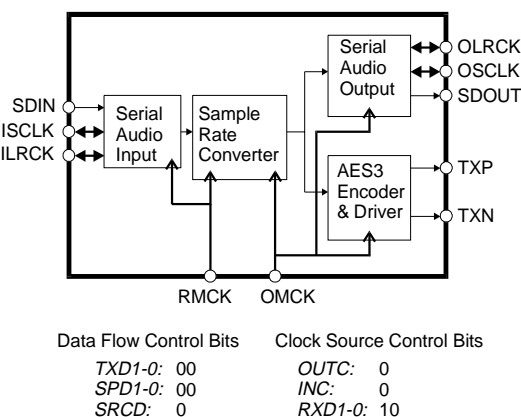 Serial
Audio
Output
OLRCK
OSCLK
SDOUT
SDIN
ISCLK
ILRCK
Serial
Audio
Input
Sample
Rate
Converter
AES3
Encoder
& Driver
TXP
TXN
RMCK
OMCK
Data Flow Control Bits
TXD1-0: 00
SPD1-0: 00
SRCD: 0
Clock Source Control Bits
OUTC: 0
INC: 0
RXD1-0: 10